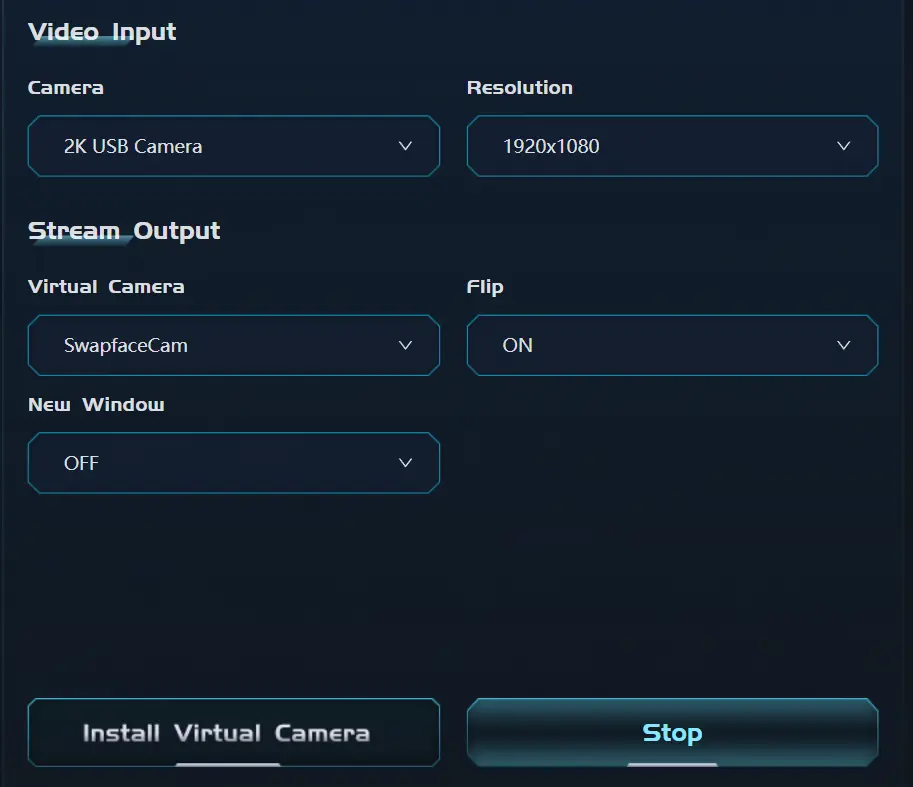 Video Input
Camera
Resolution
2K USB Camera
1920x1080
Stream Output
Virtual Camera
Flip
SwapfaceCam
ON
New Window
OFF
Install Virtual Camera
Stop